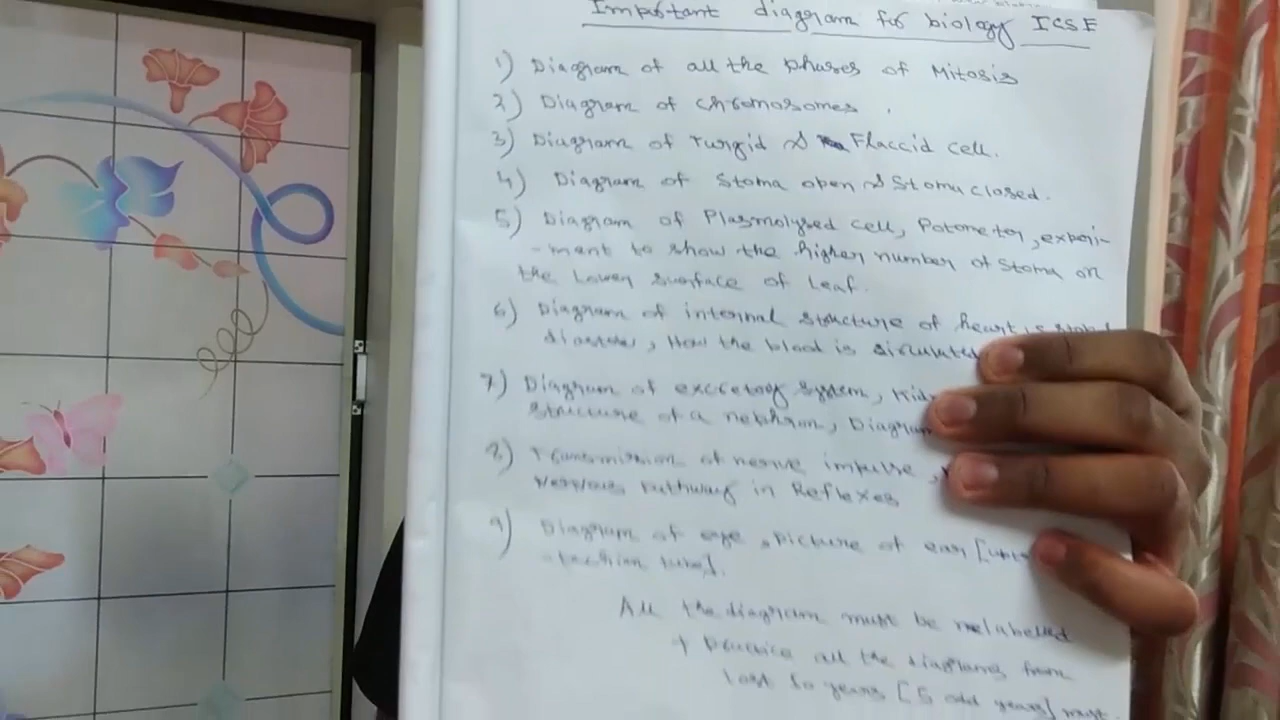 Important diagram for biology ICSE
1) Diagram of all the phases of Mitosis
2) Diagram of chromosomes
3) Diagram of Turgid & Flaccid cell.
4) Diagram of Stoma open & Stoma closed.
5) Diagram of Plasmolysed cell, Potometer, experi-
-ment to show the higher number of stoma on
the lower surface of leaf.
6) Diagram of internal structure of heart,
How the blood is
7) Diagram of excretory system,
structure of a nephron, Diagram
8) Transmission of nerve impulse,
Nervous Pathway in Reflexes
9) Diagram of eye, picture of ear
All the diagram must be
+ practice all the diagrams from
last 10 years [5 odd years] must